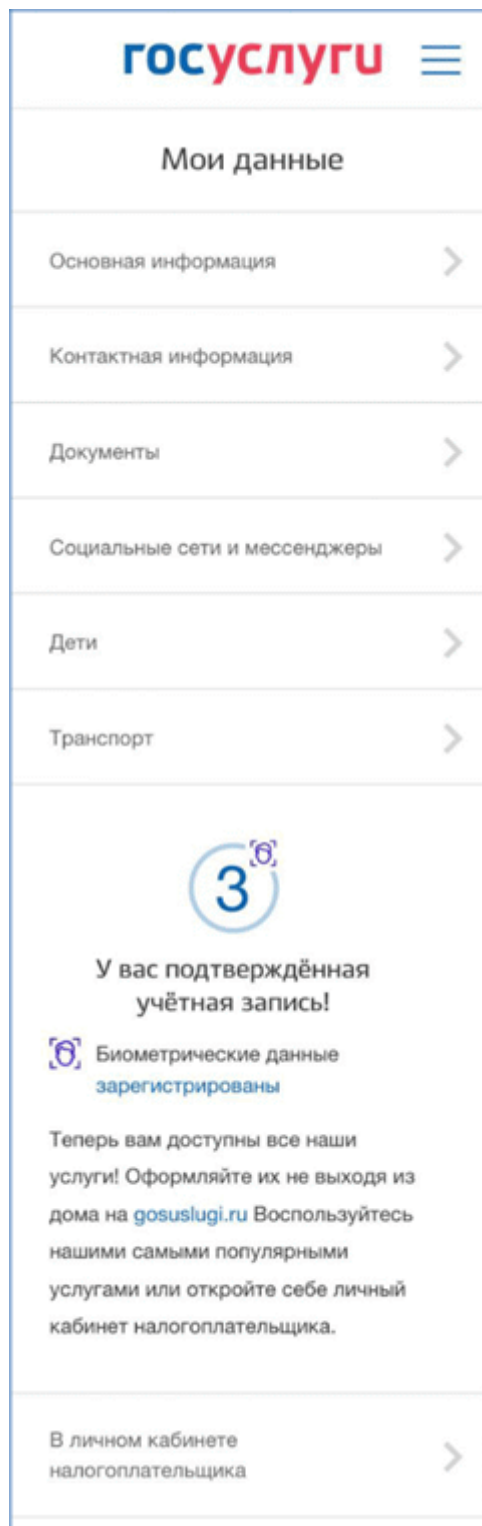 госуслуги
Мои данные
Основная информация
Контактная информация
Документы
Социальные сети и мессенджеры
Дети
Транспорт
3
У вас подтверждённая
учётная запись!
Биометрические данные
зарегистрированы
Теперь вам доступны все наши
услуги! Оформляйте их не выходя из
дома на gosuslugi.ru Воспользуйтесь
нашими самыми популярными
услугами или откройте себе личный
кабинет налогоплательщика.
В личном кабинете
налогоплательщика